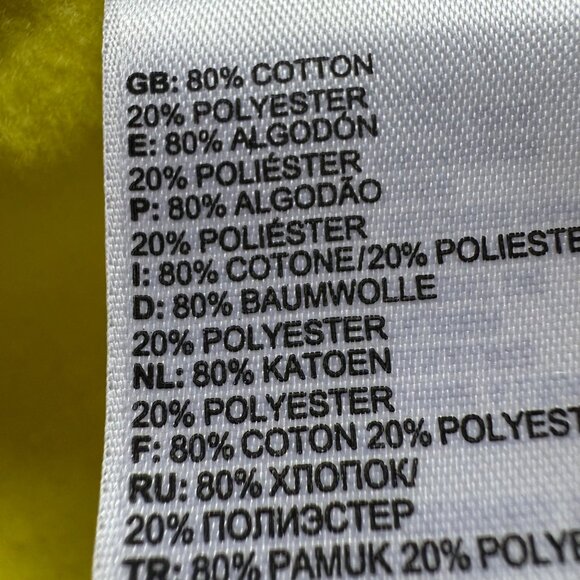 GB: 80% COTTON
20% POLYESTER
E: 80% ALGODÓN
20% POLIÉSTER
P: 80% ALGODÃO
20% POLIÉSTER
I: 80% COTONE/20% POLIESTE
D: 80% BAUMWOLLE
20% POLYESTER
NL: 80% KATOEN
20% POLYESTER
F: 80% COTON 20% POLYEST
RU: 80% ХЛОПОК/
20% ПОЛИЭСТЕР
TR: 80% PAMUK 20% POLYE